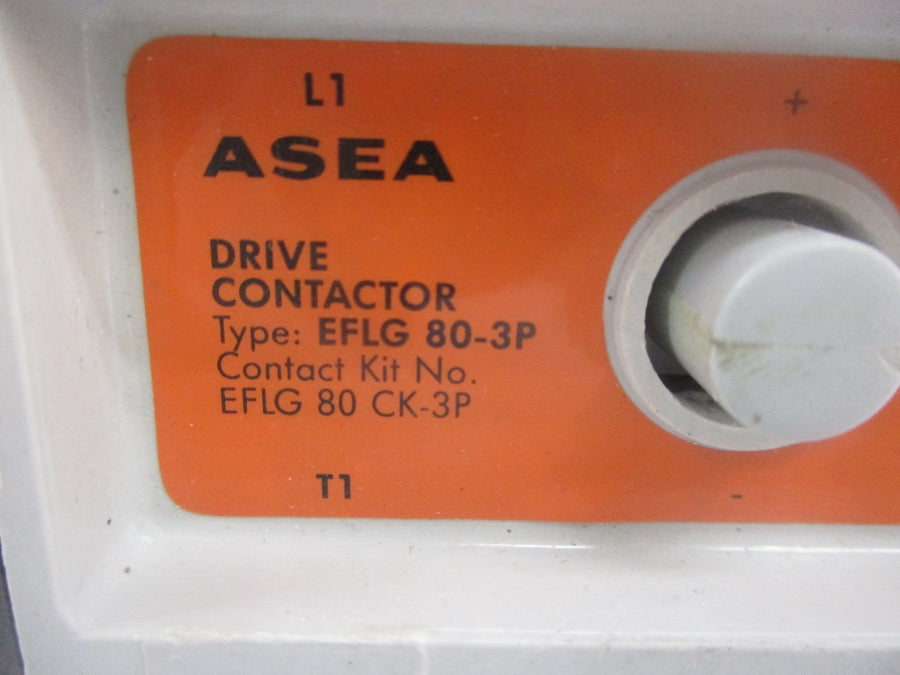 L1
+
ASEA
DRIVE
CONTACTOR
Type: EFLG 80-3P
Contact Kit No.
EFLG 80 CK-3P
T1
-